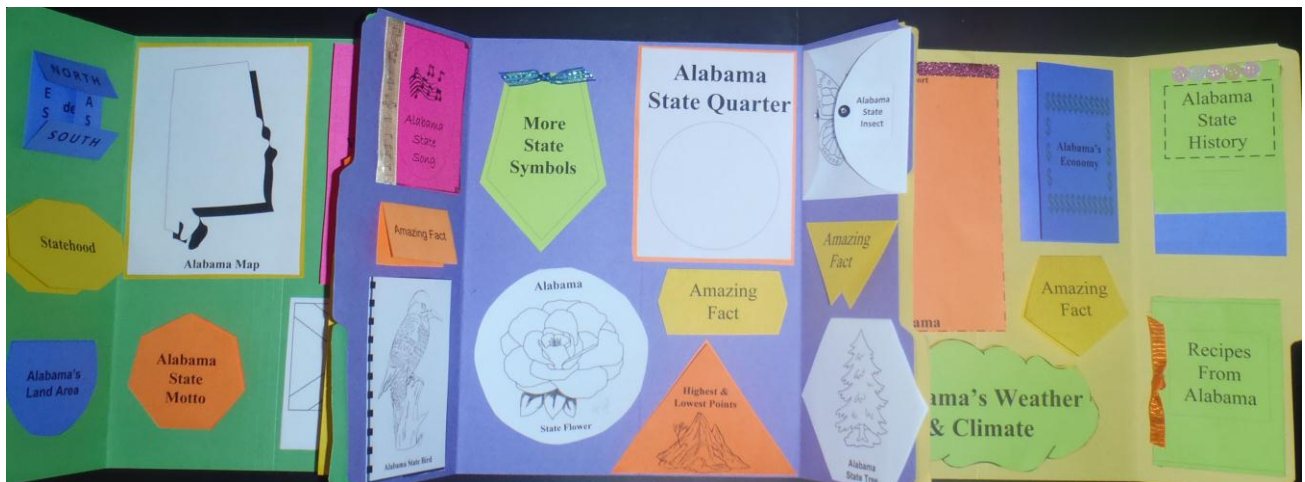 NORTH
E
S
de
A
S
SOUTH
Statehood
Alabama's
Land Area
Alabama Map
Alabama
State
Motto
Alabama
State
Song
Amazing Fact
Alabama State Bird
More
State
Symbols
Alabama
State Flower
Alabama
State Quarter
Amazing
Fact
Highest &
Lowest Points
Alabama
State
Insect
Amazing
Fact
Alabama
State Tree
ort
ama
ama's Weather
& Climate
Alabama's
Economy
Amazing
Fact
Alabama
State
History
Recipes
From
Alabama